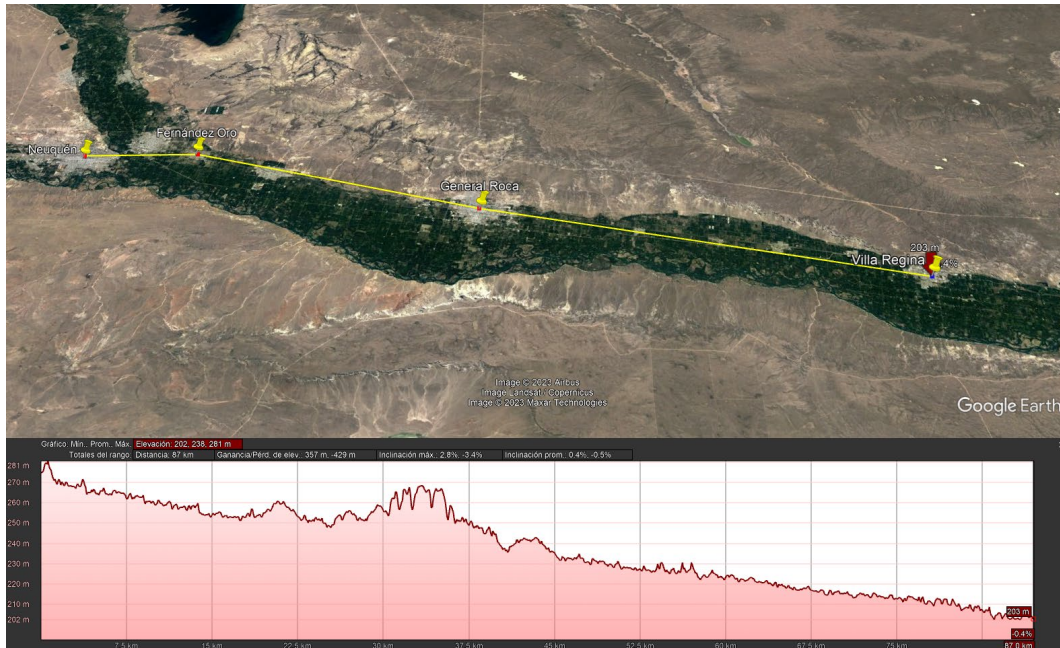 Fernández Oro
Neuquén
General Roca
203 m
Villa Regina
4%
Image © 2023 Airbus
Image Landsat / Copernicus
Image © 2023 Maxar Technologies
Google Earth
Gráfico: Mín., Prom., Máx. Elevación: 202, 238, 281 m
Totales del rango: Distancia: 87 km Ganancia/Pérd. de elev.: 357 m, -429 m Inclinación máx.: 2.8%, -3.4% Inclinación prom.: 0.4%, -0.5%
281 m
270 m
260 m
250 m
240 m
230 m
220 m
210 m
203 m
202 m
-0.4%
7.5 km 15 km 22.5 km 30 km 37.5 km 45 km 52.5 km 60 km 67.5 km 75 km 87.0 km